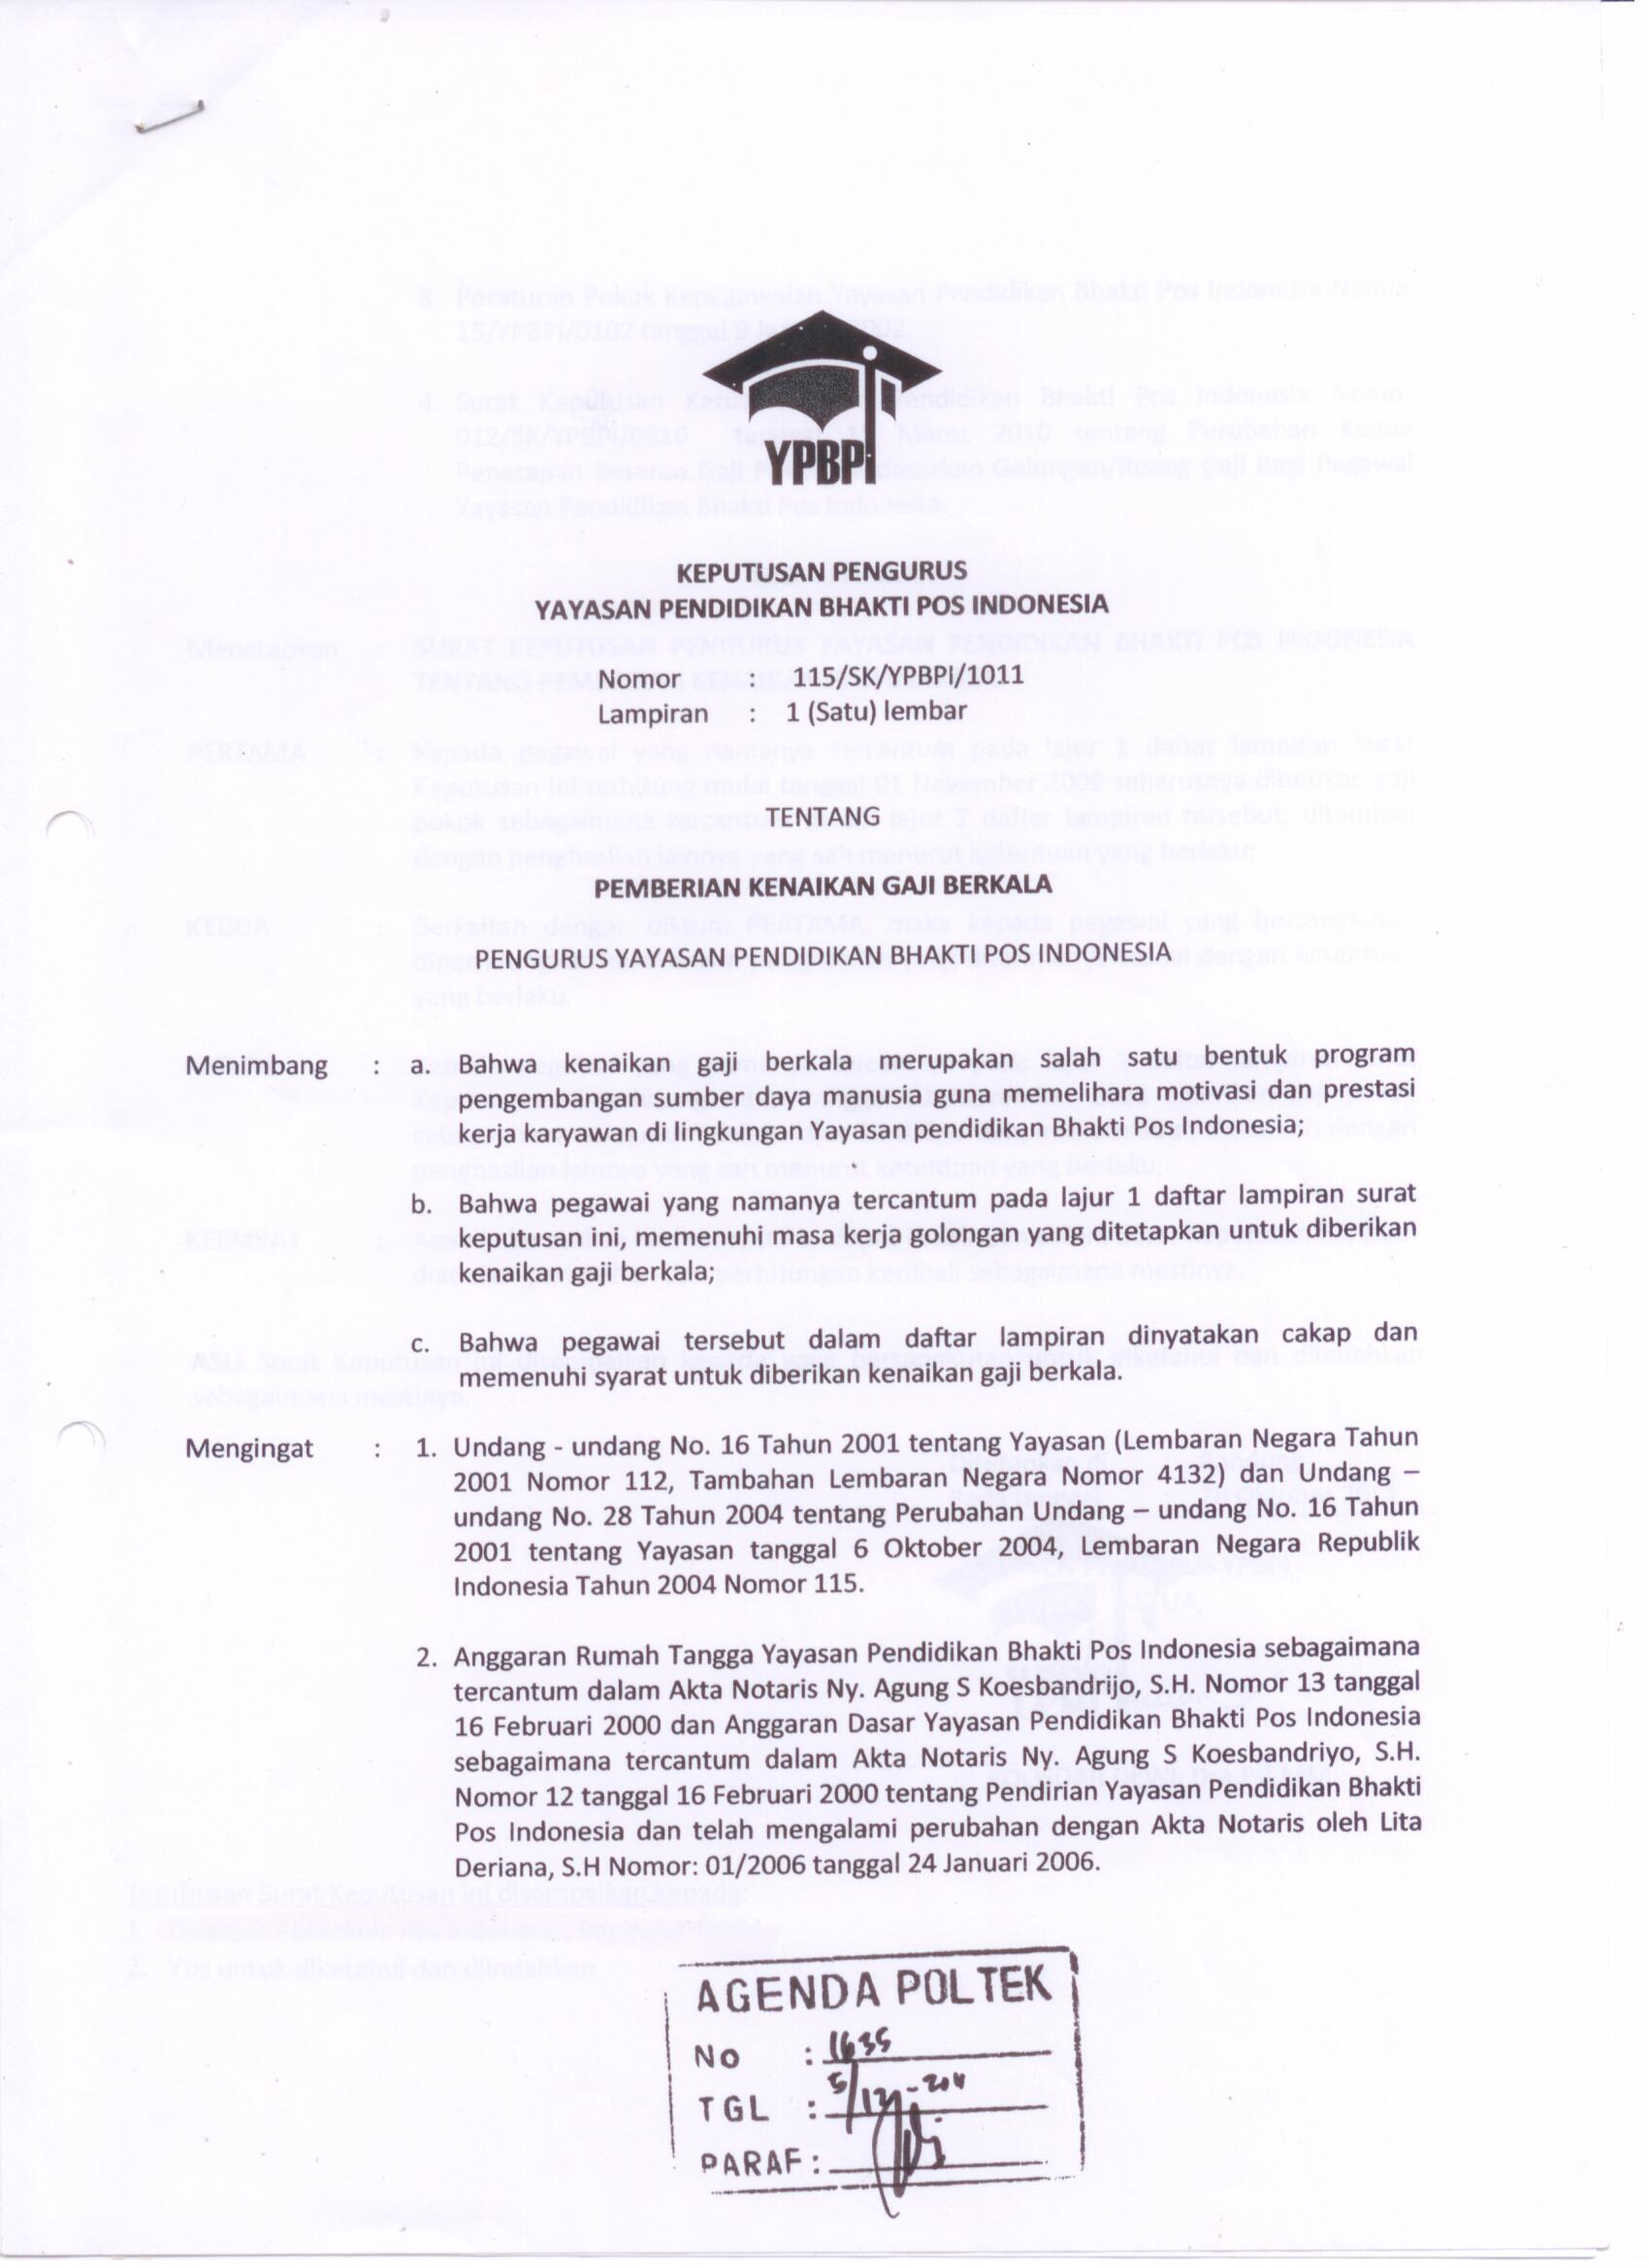 YPBPI
KEPUTUSAN PENGURUS
YAYASAN PENDIDIKAN BHAKTI POS INDONESIA
Nomor : 115/SK/YPBPI/1011
Lampiran : 1 (Satu) lembar
TENTANG
PEMBERIAN KENAIKAN GAJI BERKALA
PENGURUS YAYASAN PENDIDIKAN BHAKTI POS INDONESIA
Menimbang : a. Bahwa kenaikan gaji berkala merupakan salah satu bentuk program
pengembangan sumber daya manusia guna memelihara motivasi dan prestasi
kerja karyawan di lingkungan Yayasan pendidikan Bhakti Pos Indonesia;
b. Bahwa pegawai yang namanya tercantum pada lajur 1 daftar lampiran surat
keputusan ini, memenuhi masa kerja golongan yang ditetapkan untuk diberikan
kenaikan gaji berkala;
c. Bahwa pegawai tersebut dalam daftar lampiran dinyatakan cakap dan
memenuhi syarat untuk diberikan kenaikan gaji berkala.
Mengingat : 1. Undang - undang No. 16 Tahun 2001 tentang Yayasan (Lembaran Negara Tahun
2001 Nomor 112, Tambahan Lembaran Negara Nomor 4132) dan Undang –
undang No. 28 Tahun 2004 tentang Perubahan Undang – undang No. 16 Tahun
2001 tentang Yayasan tanggal 6 Oktober 2004, Lembaran Negara Republik
Indonesia Tahun 2004 Nomor 115.
2. Anggaran Rumah Tangga Yayasan Pendidikan Bhakti Pos Indonesia sebagaimana
tercantum dalam Akta Notaris Ny. Agung S Koesbandrijo, S.H. Nomor 13 tanggal
16 Februari 2000 dan Anggaran Dasar Yayasan Pendidikan Bhakti Pos Indonesia
sebagaimana tercantum dalam Akta Notaris Ny. Agung S Koesbandriyo, S.H.
Nomor 12 tanggal 16 Februari 2000 tentang Pendirian Yayasan Pendidikan Bhakti
Pos Indonesia dan telah mengalami perubahan dengan Akta Notaris oleh Lita
Deriana, S.H Nomor: 01/2006 tanggal 24 Januari 2006.
AGENDA POLTEK
No : 1635
TGL :
PARAF :